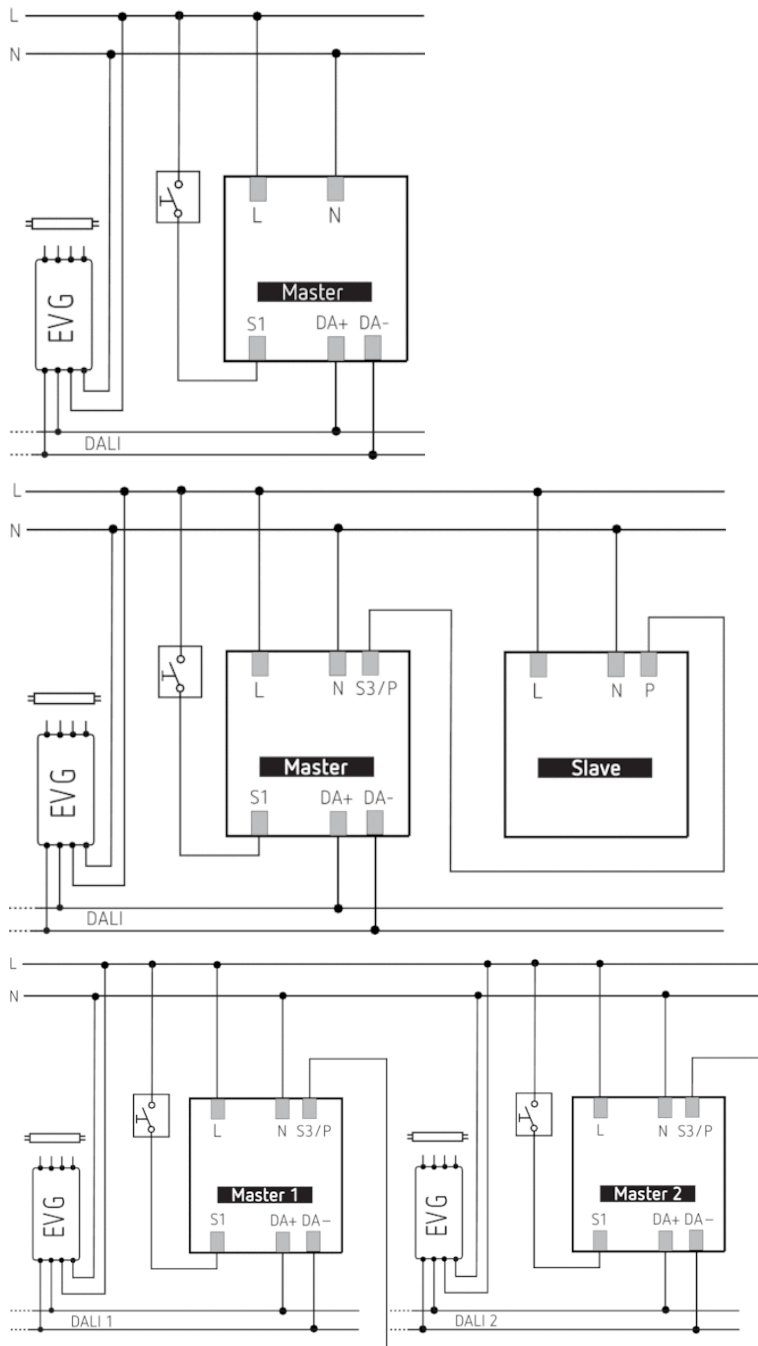 L
N
L N
Master
EVG
S1 DA+ DA-
DALI
L
N
L N S3/P L N P
Master Slave
EVG
S1 DA+ DA-
DALI
L
N
L N S3/P L N S3/P
Master 1 Master 2
EVG EVG
S1 DA+ DA- S1 DA+ DA-
DALI 1 DALI 2